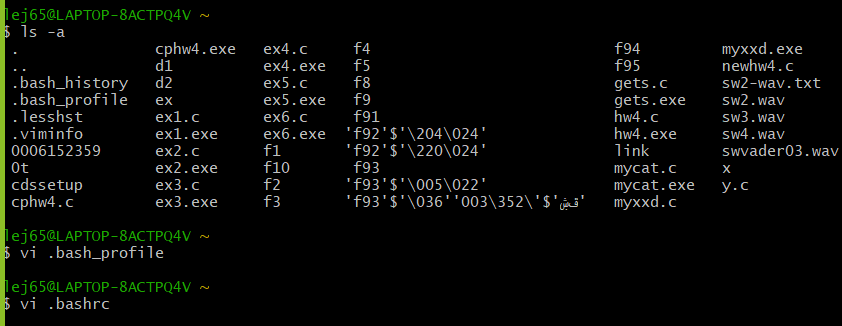 lej65@LAPTOP-8ACTPQ4V ~
$ ls -a
. cphw4.exe ex4.c f4 f94 myxxd.exe
.. d1 ex4.exe f5 f95 newhw4.c
.bash_history d2 ex5.c f8 gets.c sw2-wav.txt
.bash_profile ex ex5.exe f9 gets.exe sw2.wav
.lesshst ex1.c ex6.c f91 hw4.c sw3.wav
.viminfo ex1.exe ex6.exe 'f92'$'\204\024' hw4.exe sw4.wav
0006152359 ex2.c f1 'f92'$'\220\024' link swvader03.wav
0t ex2.exe f10 f93 mycat.c x
cdssetup ex3.c f2 'f93'$'\005\022' mycat.exe y.c
cphw4.c ex3.exe f3 'f93'$'\036''003\352\'$' myxxd.c
lej65@LAPTOP-8ACTPQ4V ~
$ vi .bash_profile
lej65@LAPTOP-8ACTPQ4V ~
$ vi .bashrc